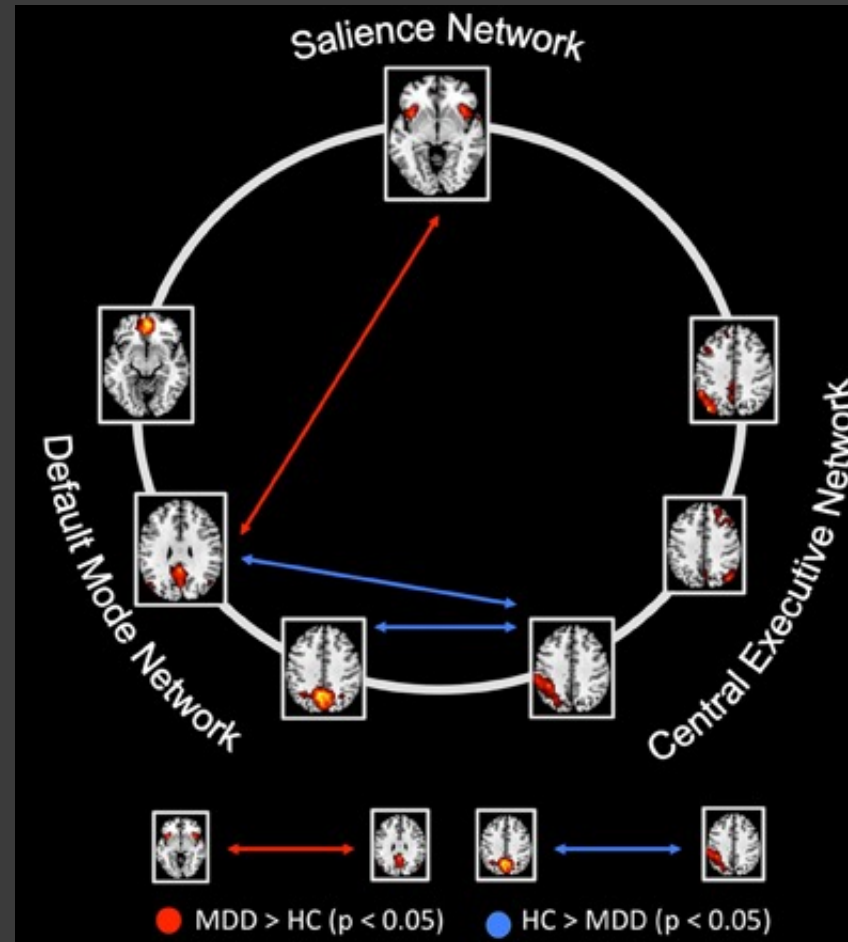 Salience Network
Default Mode Network
Central Executive Network
MDD > HC (p < 0.05)
HC > MDD (p < 0.05)